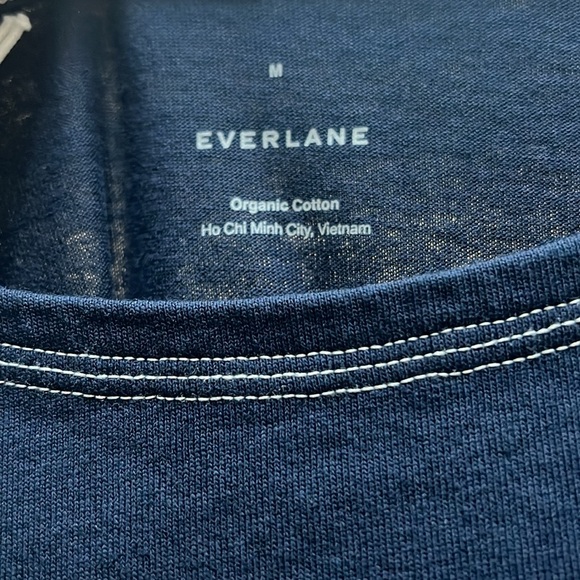 M
EVERLANE
Organic Cotton
Ho Chi Minh City, Vietnam